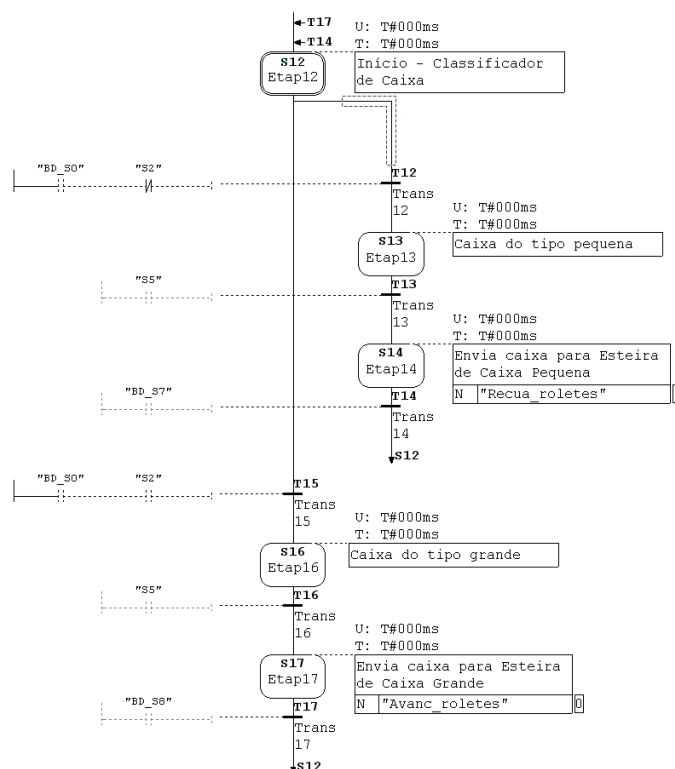 T17
U: T#000ms
T14
T: T#000ms
S12
Etap12
Início - Classificador
de Caixa
"BD_S0" "S2"
T12
Trans
12
U: T#000ms
T: T#000ms
S13
Etap13
Caixa do tipo pequena
"S5"
T13
Trans
13
U: T#000ms
T: T#000ms
S14
Etap14
Envia caixa para Esteira
de Caixa Pequena
N "Recua_roletes"
"BD_S7"
T14
Trans
14
S12
"BD_S0" "S2"
T15
Trans
15
U: T#000ms
T: T#000ms
S16
Etap16
Caixa do tipo grande
"S5"
T16
Trans
16
U: T#000ms
T: T#000ms
S17
Etap17
Envia caixa para Esteira
de Caixa Grande
N "Avanc_roletes" 0
"BD_S8"
T17
Trans
17
S12